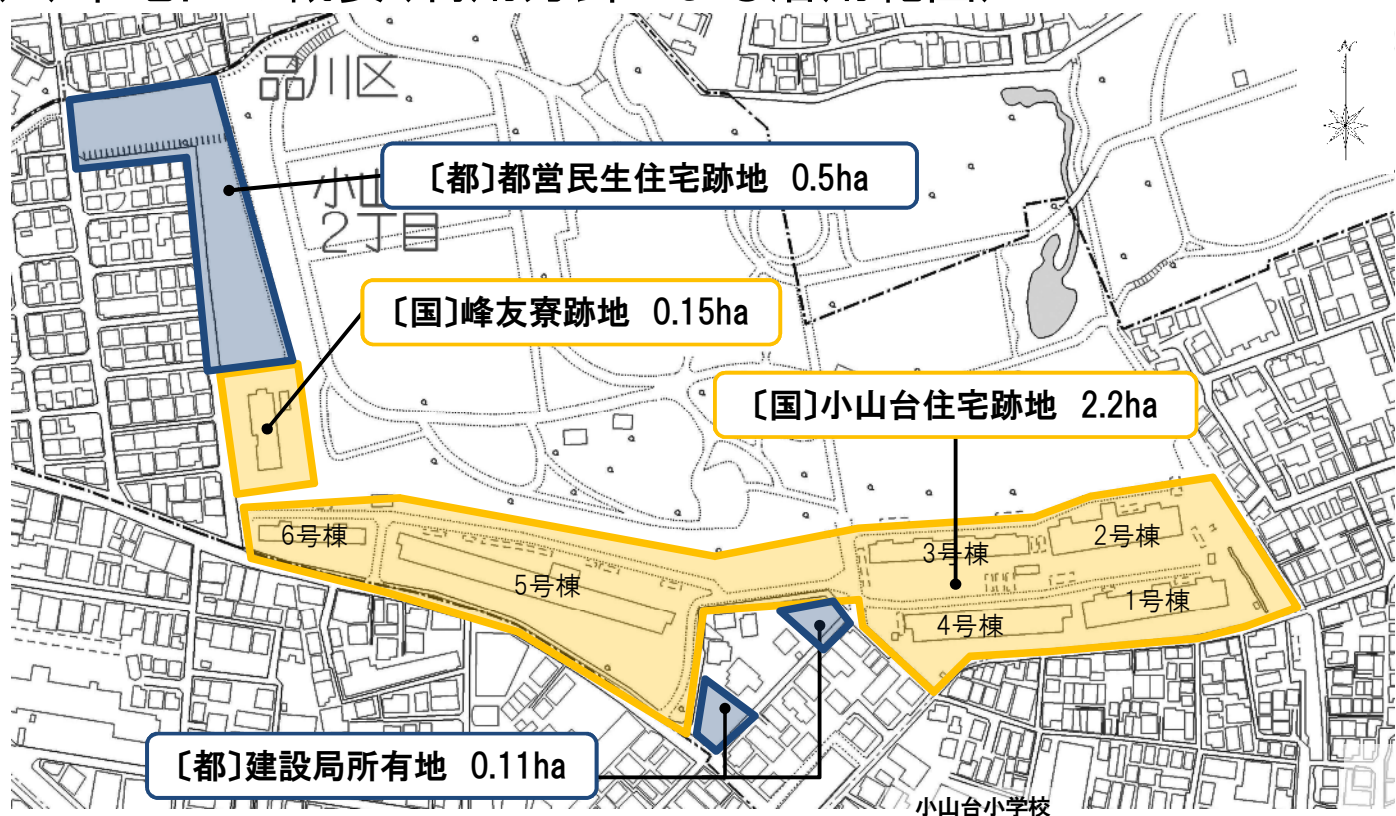 品川区
〔都〕都営民生住宅跡地 0.5ha
小山
2丁目
〔国〕峰友寮跡地 0.15ha
〔国〕小山台住宅跡地 2.2ha
6号棟
5号棟
3号棟
2号棟
4号棟
1号棟
〔都〕建設局所有地 0.11ha
小山台小学校